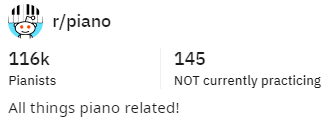 r/piano
116k 145
Pianists NOT currently practicing
All things piano related!